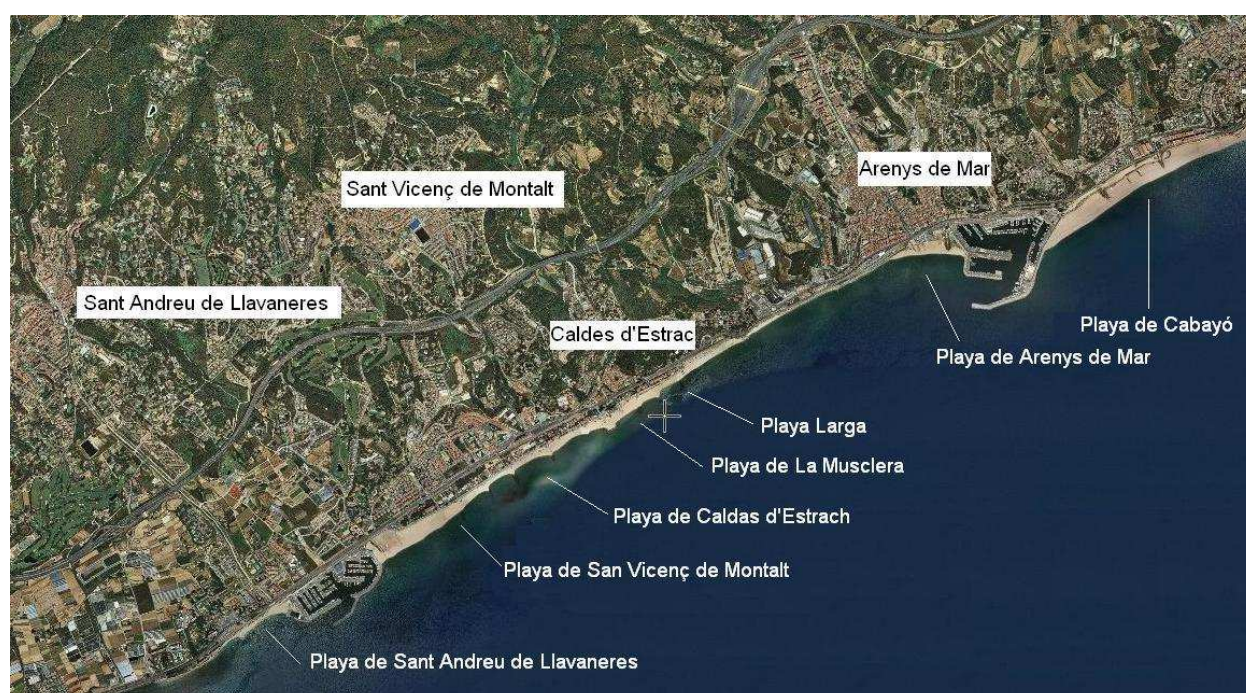 Arenys de Mar
Sant Vicenç de Montalt
Sant Andreu de Llavaneres
Caldes d'Estrac
Playa de Cabayó
Playa de Arenys de Mar
Playa Larga
Playa de La Musclera
Playa de Caldas d'Estrach
Playa de San Vicenç de Montalt
Playa de Sant Andreu de Llavaneres